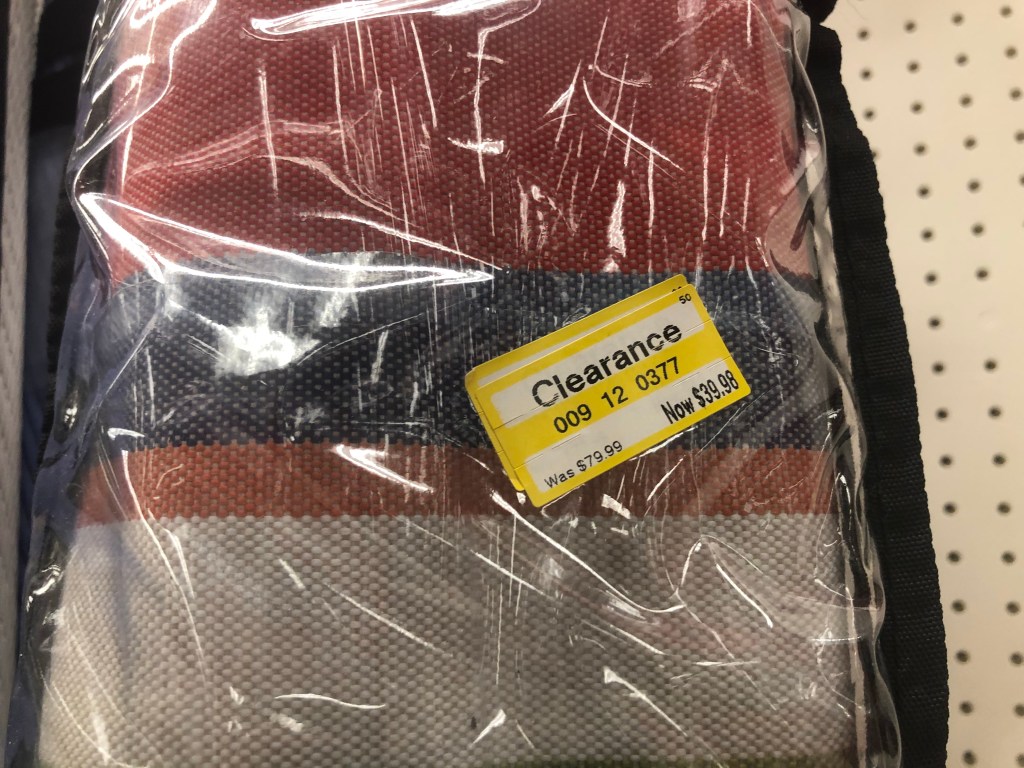 50
Clearance
009 12 0377
Now $39.98
Was $79.99